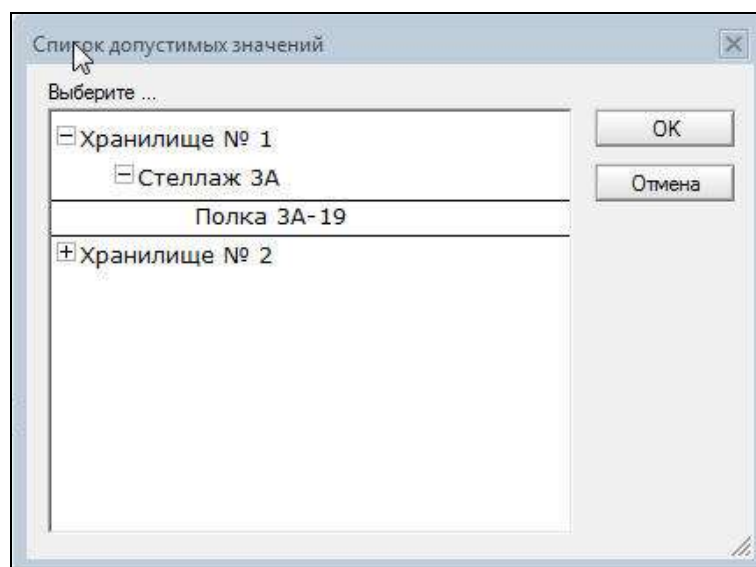 Список допустимых значений
Выберите ...
Хранилище № 1
Стеллаж 3А
Полка 3А-19
Хранилище № 2
OK
Отмена